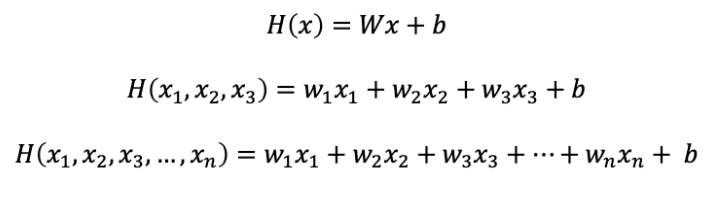 H(x) = Wx + b
H(x₁, x₂, x₃) = w₁x₁ + w₂x₂ + w₃x₃ + b
H(x₁, x₂, x₃, ..., xₙ) = w₁x₁ + w₂x₂ + w₃x₃ + ⋯ + wₙxₙ + b